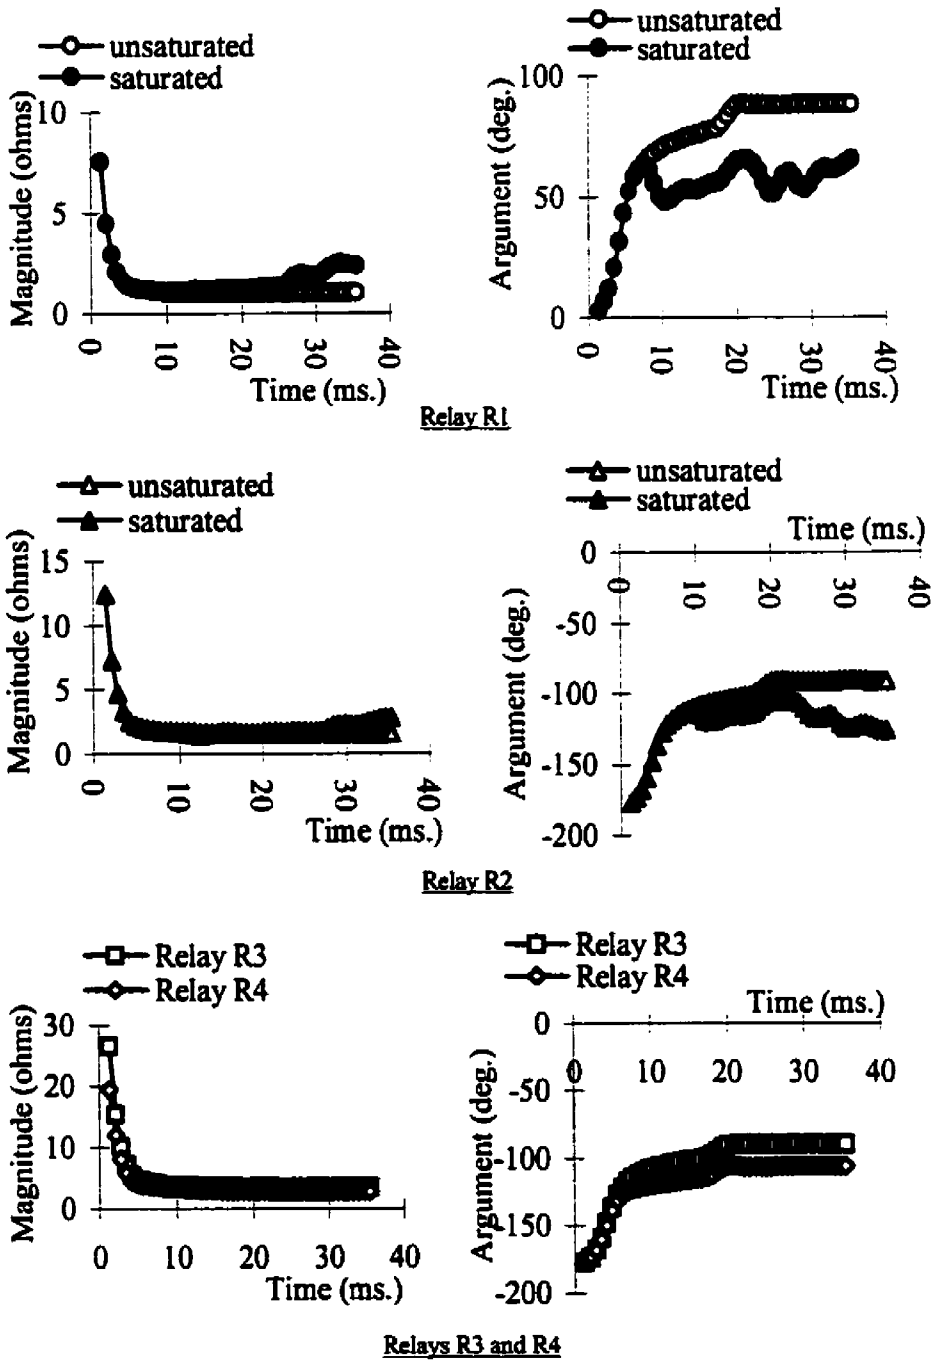 unsaturated
saturated
Magnitude (ohms)
10
5
0
0
10
20
30
40
Time (ms.)
unsaturated
saturated
Argument (deg.)
100
50
0
0
10
20
30
40
Time (ms.)
Relay R1
unsaturated
saturated
Magnitude (ohms)
15
10
5
0
0
10
20
30
40
Time (ms.)
unsaturated
saturated
Time (ms.)
Argument (deg.)
0
-50
-100
-150
-200
0
10
20
30
40
Relay R2
Relay R3
Relay R4
Magnitude (ohms)
30
20
10
0
0
10
20
30
40
Time (ms.)
Relay R3
Relay R4
Time (ms.)
Argument (deg.)
0
-50
-100
-150
-200
0
10
20
30
40
Relays R3 and R4